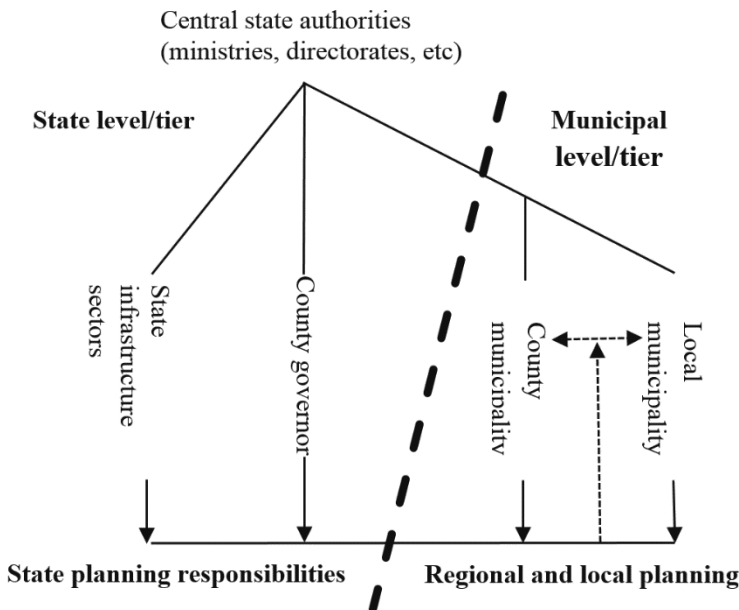 Central state authorities
(ministries, directorates, etc)
State level/tier
Municipal
level/tier
State
infrastructure
sectors
County governor
County
municipality
Local
municipality
State planning responsibilities
Regional and local planning